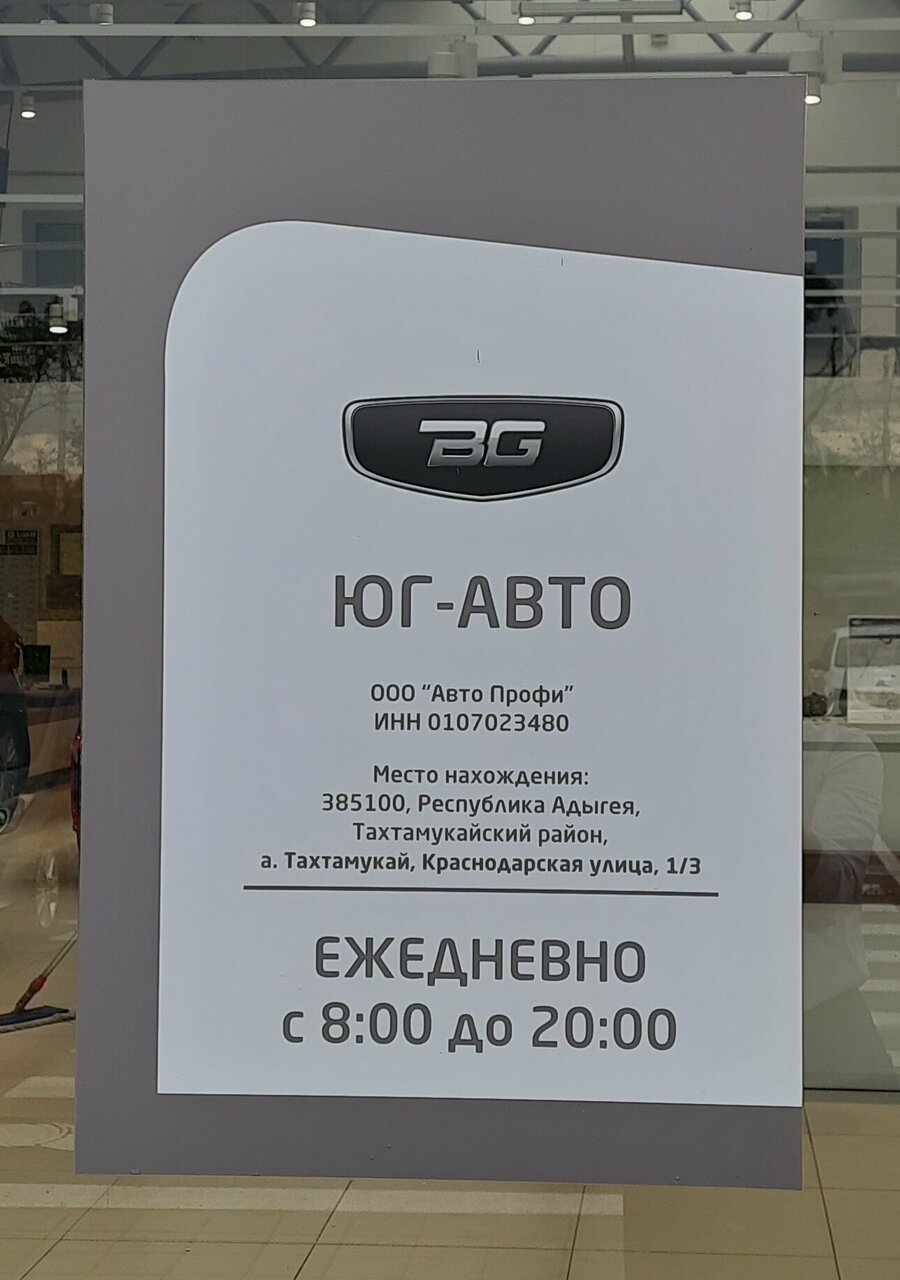 BG
ЮГ-АВТО
ООО “Авто Профи”
ИНН 0107023480
Место нахождения:
385100, Республика Адыгея,
Тахтамукайский район,
а. Тахтамукай, Краснодарская улица, 1/3
ЕЖЕДНЕВНО
с 8:00 до 20:00